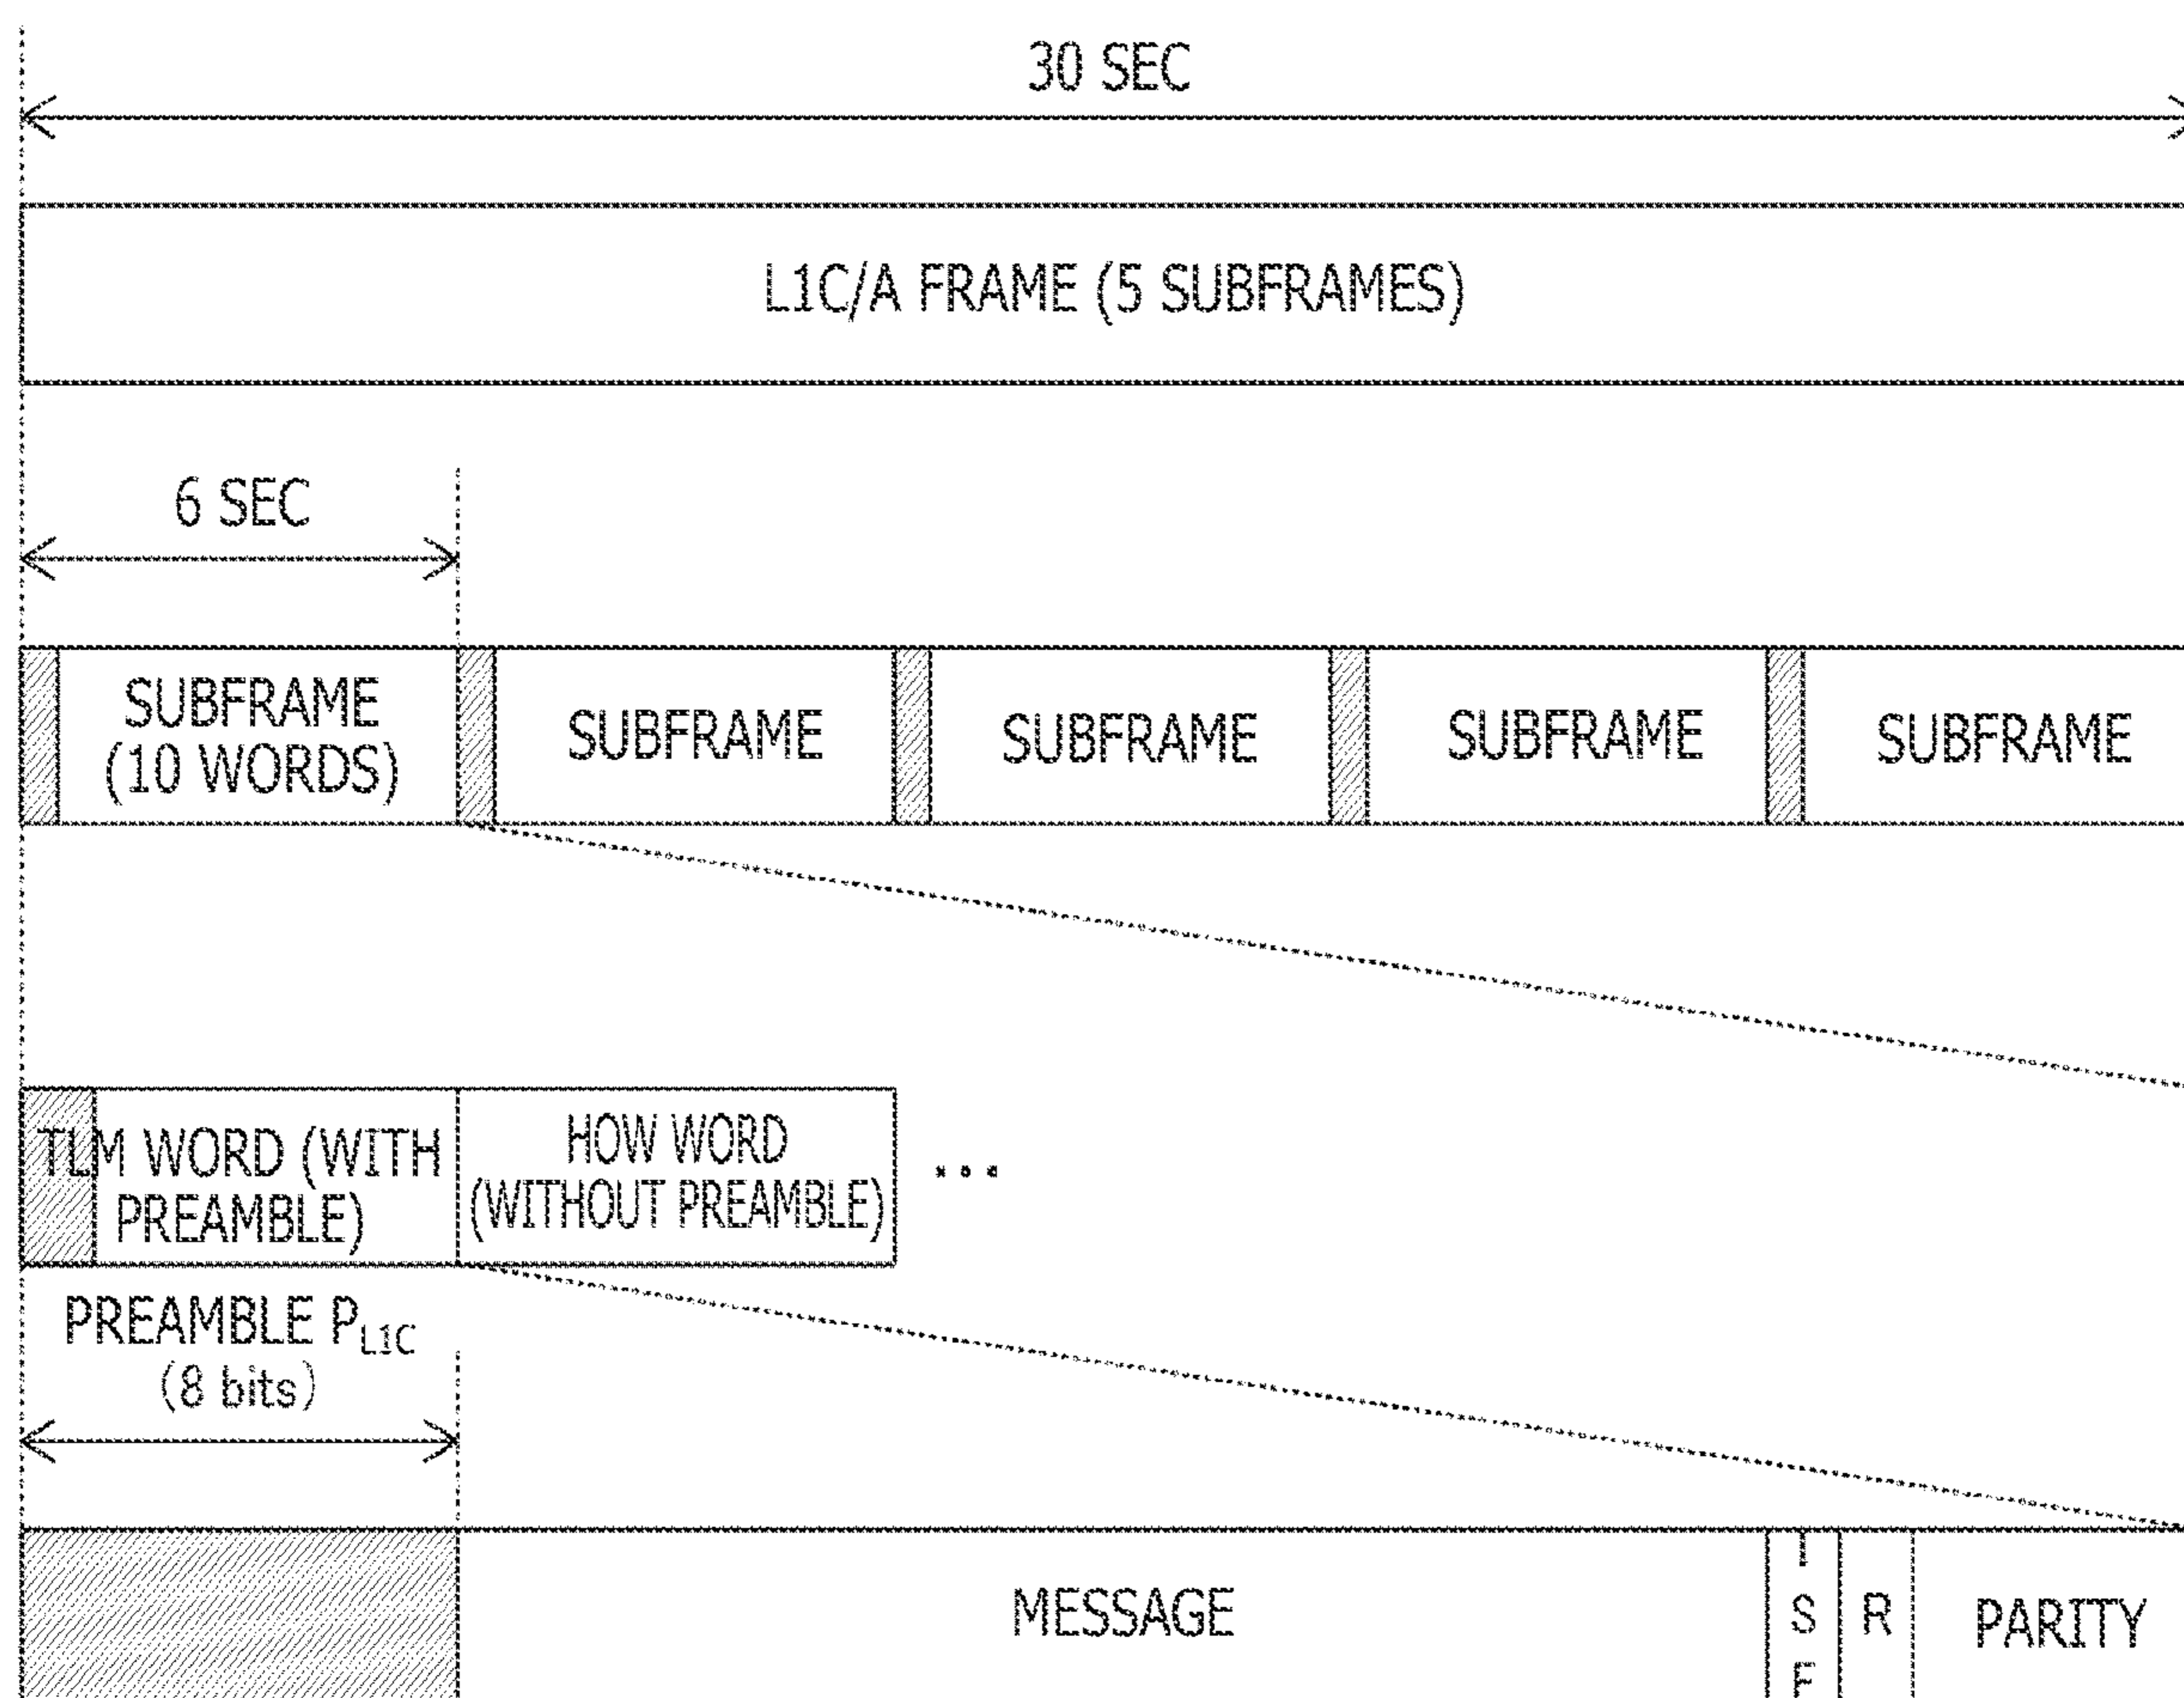 30 SEC
L1C/A FRAME (5 SUBFRAMES)
6 SEC
SUBFRAME
(10 WORDS)
SUBFRAME
SUBFRAME
SUBFRAME
SUBFRAME
TLM WORD (WITH
PREAMBLE)
HOW WORD
(WITHOUT PREAMBLE)
...
PREAMBLE PL1C
(8 bits)
MESSAGE
S
R
PARITY